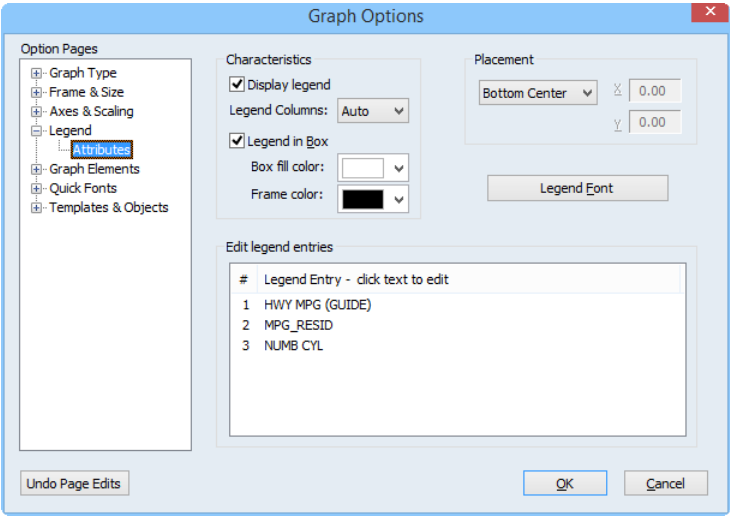 Graph Options
Option Pages
Graph Type
Frame & Size
Axes & Scaling
Legend
Attributes
Graph Elements
Quick Fonts
Templates & Objects
Characteristics
Display legend
Legend Columns: Auto
Legend in Box
Box fill color:
Frame color:
Placement
Bottom Center
X 0.00
Y 0.00
Legend Font
Edit legend entries
# Legend Entry - click text to edit
1 HWY MPG (GUIDE)
2 MPG_RESID
3 NUMB CYL
Undo Page Edits
OK
Cancel